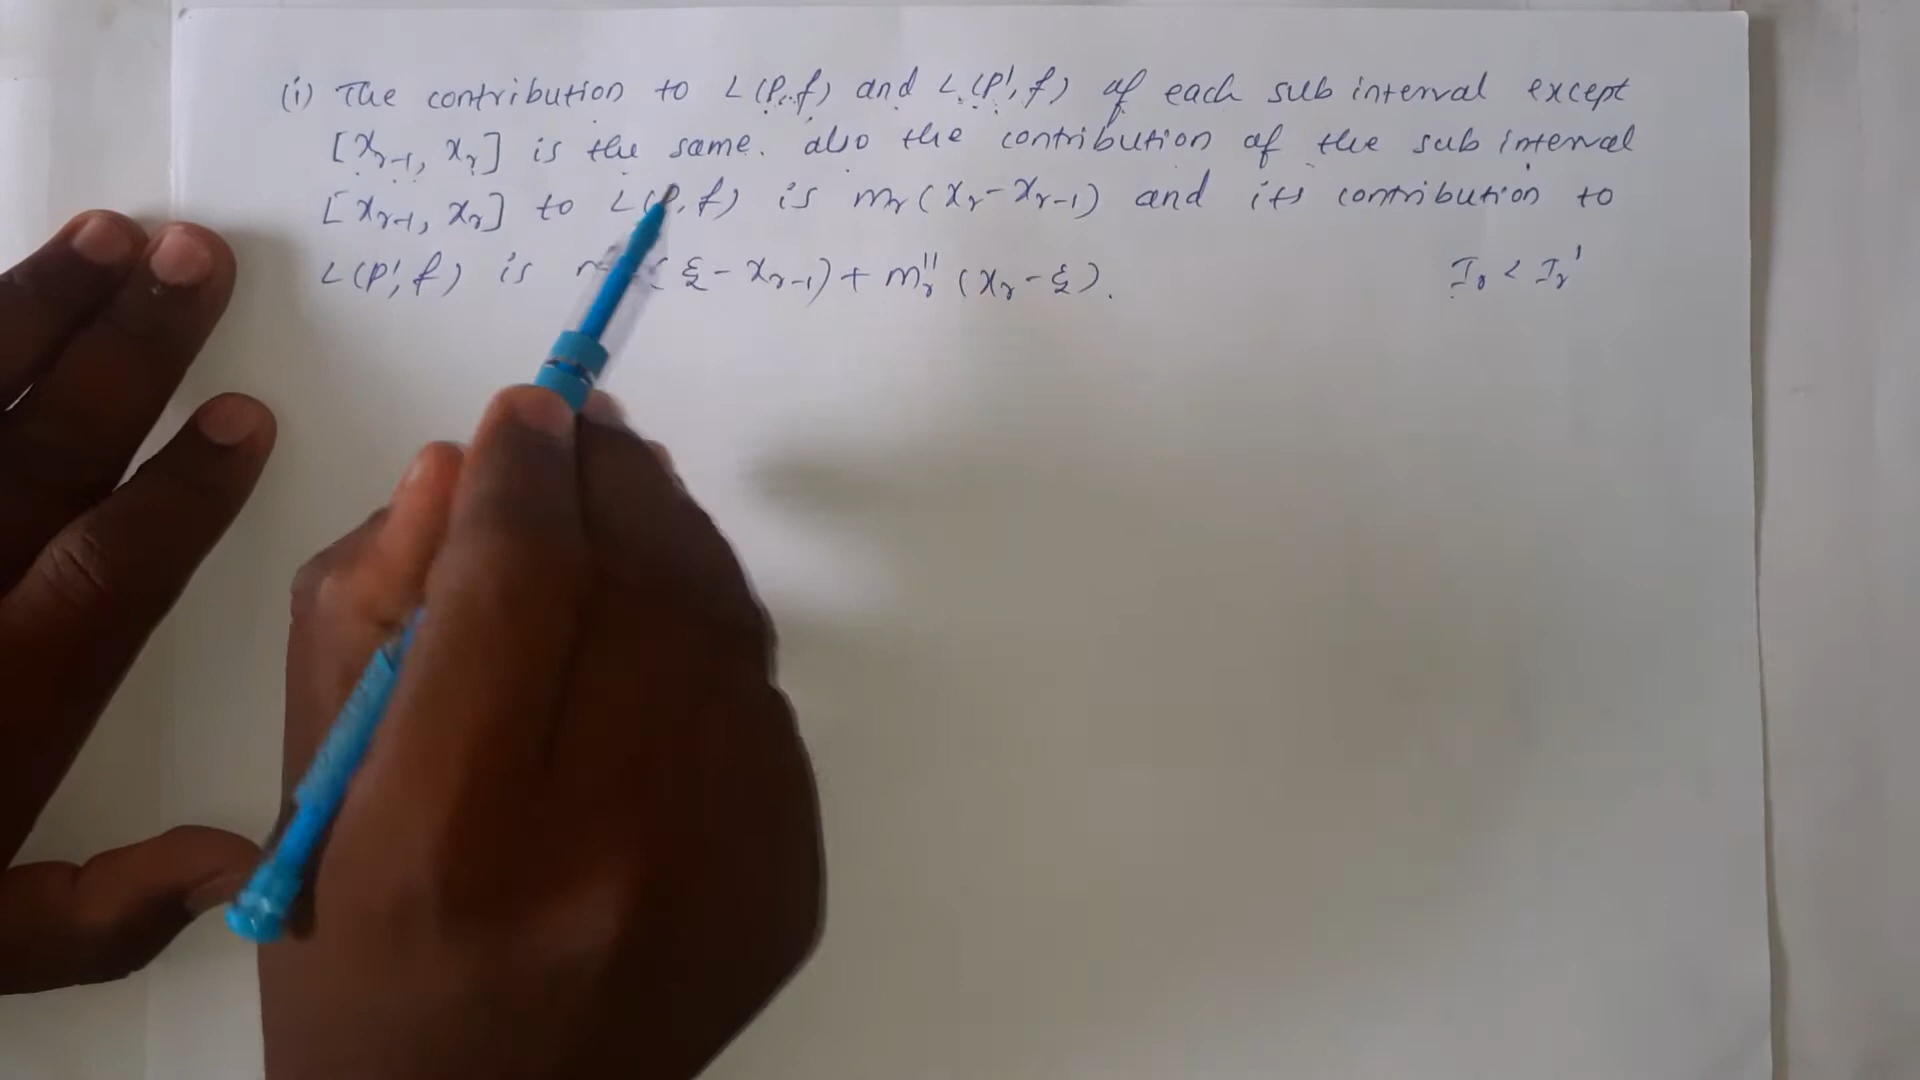 (i) The contribution to L(P,f) and L(P',f) of each sub interval except
[x_{r-1}, x_r] is the same. also the contribution of the sub interval
[x_{r-1}, x_r] to L(P,f) is m_r(x_r-x_{r-1}) and its contribution to
L(P',f) is (ξ-x_{r-1})+m_r''(x_r-ξ). I_r < I_r'